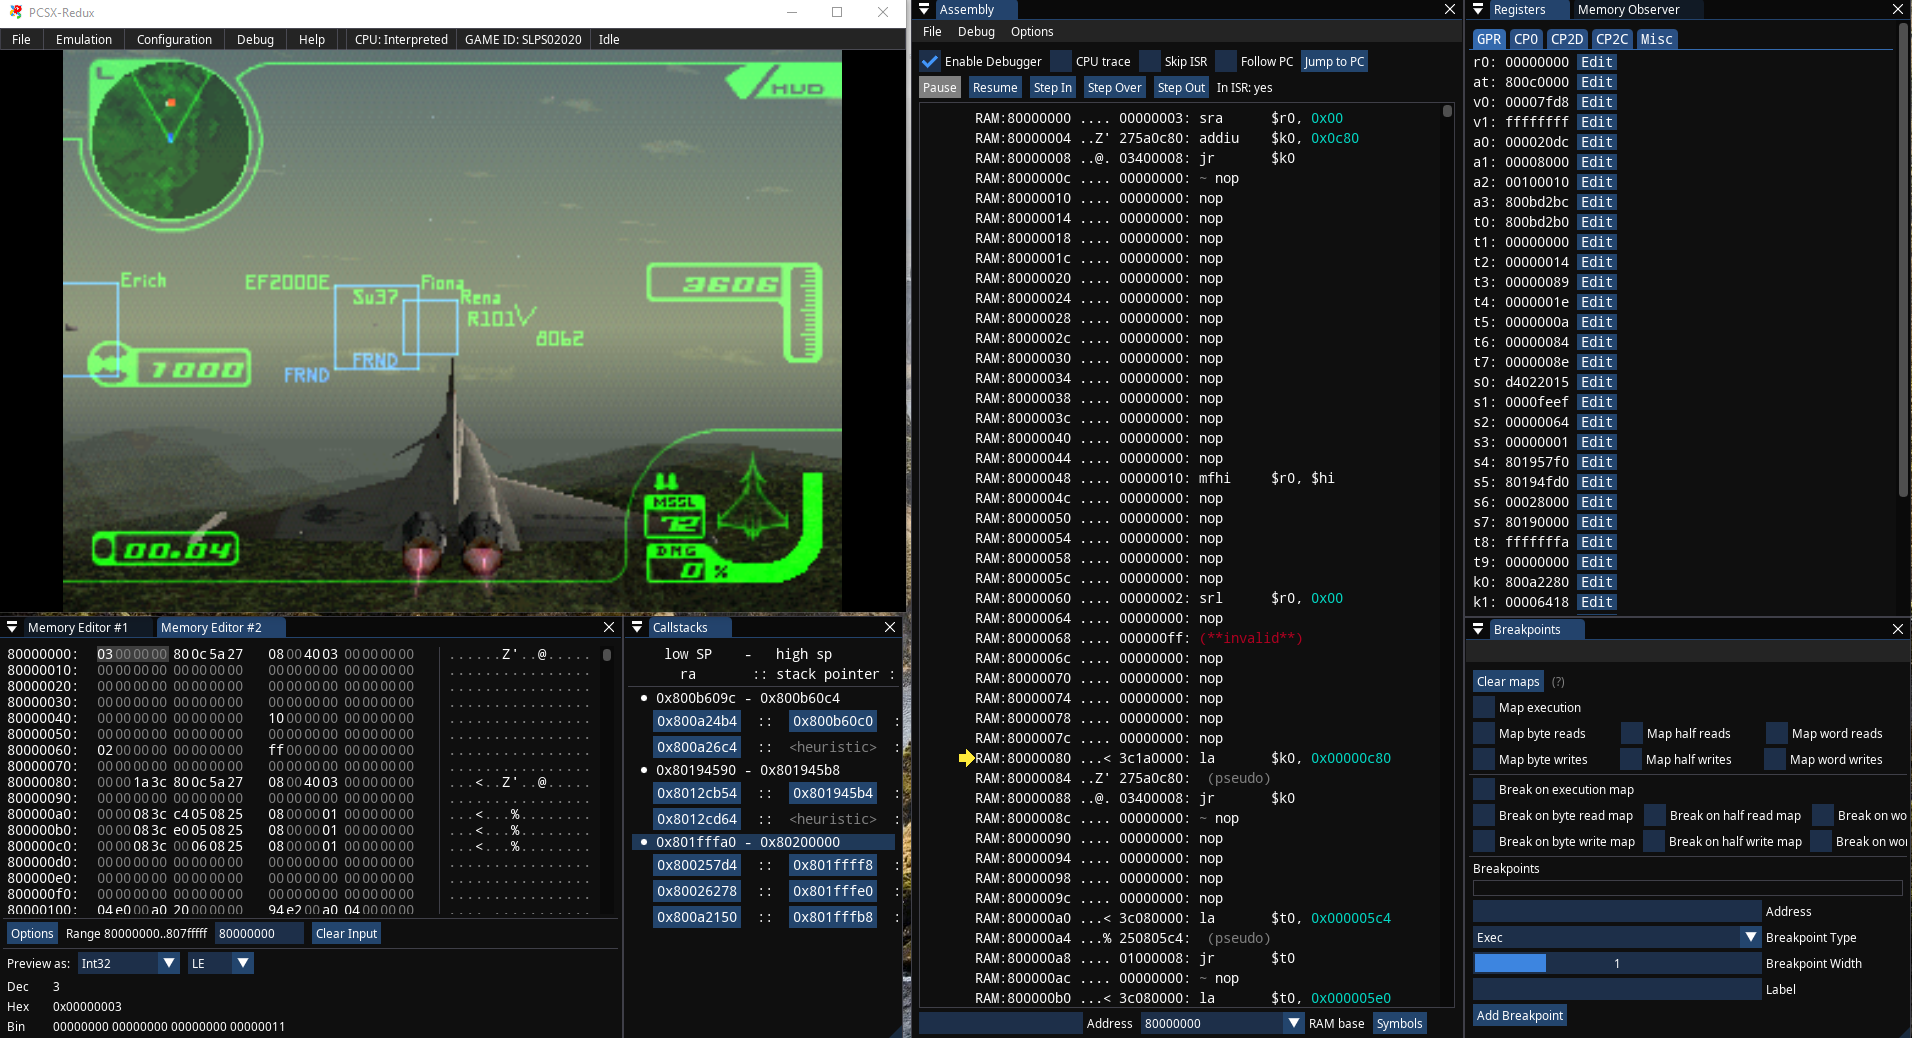 PCSX-Redux
File Emulation Configuration Debug Help CPU: Interpreted GAME ID: SLPS02020 Idle
L
HUD
Erich EF2000E Fiona
Su37 Rena
R101
8062
3606
FRND
FRND
1000
MSSL
72
DMG
0 %
00.04
Memory Editor #1 Memory Editor #2
80000000: 03 00 00 00 80 0c 5a 27 08 00 40 03 00 00 00 00 ......Z'..@.....
80000010: 00 00 00 00 00 00 00 00 00 00 00 00 00 00 00 00 ................
80000020: 00 00 00 00 00 00 00 00 00 00 00 00 00 00 00 00 ................
80000030: 00 00 00 00 00 00 00 00 00 00 00 00 00 00 00 00 ................
80000040: 00 00 00 00 00 00 00 00 10 00 00 00 00 00 00 00 ................
80000050: 00 00 00 00 00 00 00 00 00 00 00 00 00 00 00 00 ................
80000060: 02 00 00 00 00 00 00 00 ff 00 00 00 00 00 00 00 ................
80000070: 00 00 00 00 00 00 00 00 00 00 00 00 00 00 00 00 ................
80000080: 00 00 1a 3c 80 0c 5a 27 08 00 40 03 00 00 00 00 ...<..Z'..@.....
80000090: 00 00 00 00 00 00 00 00 00 00 00 00 00 00 00 00 ................
800000a0: 00 00 08 3c c4 05 08 25 08 00 00 01 00 00 00 00 ...<...%........
800000b0: 00 00 08 3c e0 05 08 25 08 00 00 01 00 00 00 00 ...<...%........
800000c0: 00 00 08 3c 00 06 08 25 08 00 00 01 00 00 00 00 ...<...%........
800000d0: 00 00 00 00 00 00 00 00 00 00 00 00 00 00 00 00 ................
800000e0: 00 00 00 00 00 00 00 00 00 00 00 00 00 00 00 00 ................
800000f0: 00 00 00 00 00 00 00 00 00 00 00 00 00 00 00 00 ................
80000100: 04 e0 00 a0 20 00 00 00 94 e2 00 a0 04 00 00 00 ................
Options Range 80000000..807fffff 80000000 Clear Input
Preview as: Int32 LE
Dec 3
Hex 0x00000003
Bin 00000000 00000000 00000000 00000011
Callstacks
low SP - high sp
ra :: stack pointer :
0x800b609c - 0x800b60c4
0x800a24b4 :: 0x800b60c0 :
0x800a26c4 :: <heuristic> :
0x80194590 - 0x801945b8
0x8012cb54 :: 0x801945b4 :
0x8012cd64 :: <heuristic> :
0x801fffa0 - 0x80200000
0x800257d4 :: 0x801ffff8 :
0x80026278 :: 0x801fffe0 :
0x800a2150 :: 0x801fffb8 :
Assembly
File Debug Options
Enable Debugger CPU trace Skip ISR Follow PC Jump to PC
Pause Resume Step In Step Over Step Out In ISR: yes
RAM:80000000 .... 00000003: sra $r0, 0x00
RAM:80000004 ..Z' 275a0c80: addiu $k0, 0x0c80
RAM:80000008 ..@. 03400008: jr $k0
RAM:8000000c .... 00000000: ~ nop
RAM:80000010 .... 00000000: nop
RAM:80000014 .... 00000000: nop
RAM:80000018 .... 00000000: nop
RAM:8000001c .... 00000000: nop
RAM:80000020 .... 00000000: nop
RAM:80000024 .... 00000000: nop
RAM:80000028 .... 00000000: nop
RAM:8000002c .... 00000000: nop
RAM:80000030 .... 00000000: nop
RAM:80000034 .... 00000000: nop
RAM:80000038 .... 00000000: nop
RAM:8000003c .... 00000000: nop
RAM:80000040 .... 00000000: nop
RAM:80000044 .... 00000000: nop
RAM:80000048 .... 00000010: mfhi $r0, $hi
RAM:8000004c .... 00000000: nop
RAM:80000050 .... 00000000: nop
RAM:80000054 .... 00000000: nop
RAM:80000058 .... 00000000: nop
RAM:8000005c .... 00000000: nop
RAM:80000060 .... 00000002: srl $r0, 0x00
RAM:80000064 .... 00000000: nop
RAM:80000068 .... 000000ff: (**invalid**)
RAM:8000006c .... 00000000: nop
RAM:80000070 .... 00000000: nop
RAM:80000074 .... 00000000: nop
RAM:80000078 .... 00000000: nop
RAM:8000007c .... 00000000: nop
RAM:80000080 ...< 3c1a0000: la $k0, 0x00000c80
RAM:80000084 ..Z' 275a0c80: (pseudo)
RAM:80000088 ..@. 03400008: jr $k0
RAM:8000008c .... 00000000: ~ nop
RAM:80000090 .... 00000000: nop
RAM:80000094 .... 00000000: nop
RAM:80000098 .... 00000000: nop
RAM:8000009c .... 00000000: nop
RAM:800000a0 ...< 3c080000: la $t0, 0x000005c4
RAM:800000a4 ...% 250805c4: (pseudo)
RAM:800000a8 .... 01000008: jr $t0
RAM:800000ac .... 00000000: ~ nop
RAM:800000b0 ...< 3c080000: la $t0, 0x000005e0
Address 80000000 RAM base Symbols
Registers Memory Observer
GPR CP0 CP2D CP2C Misc
r0: 00000000 Edit
at: 800c0000 Edit
v0: 00007fd8 Edit
v1: ffffffff Edit
a0: 000020dc Edit
a1: 00008000 Edit
a2: 00100010 Edit
a3: 800bd2bc Edit
t0: 800bd2b0 Edit
t1: 00000000 Edit
t2: 00000014 Edit
t3: 00000089 Edit
t4: 0000001e Edit
t5: 0000000a Edit
t6: 00000084 Edit
t7: 0000008e Edit
s0: d4022015 Edit
s1: 0000feef Edit
s2: 00000064 Edit
s3: 00000001 Edit
s4: 801957f0 Edit
s5: 80194fd0 Edit
s6: 00028000 Edit
s7: 80190000 Edit
t8: fffffffa Edit
t9: 00000000 Edit
k0: 800a2280 Edit
k1: 00006418 Edit
Breakpoints
Clear maps (?)
Map execution
Map byte reads Map half reads Map word reads
Map byte writes Map half writes Map word writes
Break on execution map
Break on byte read map Break on half read map Break on wo
Break on byte write map Break on half write map Break on wor
Breakpoints
Address
Exec Breakpoint Type
1 Breakpoint Width
Label
Add Breakpoint